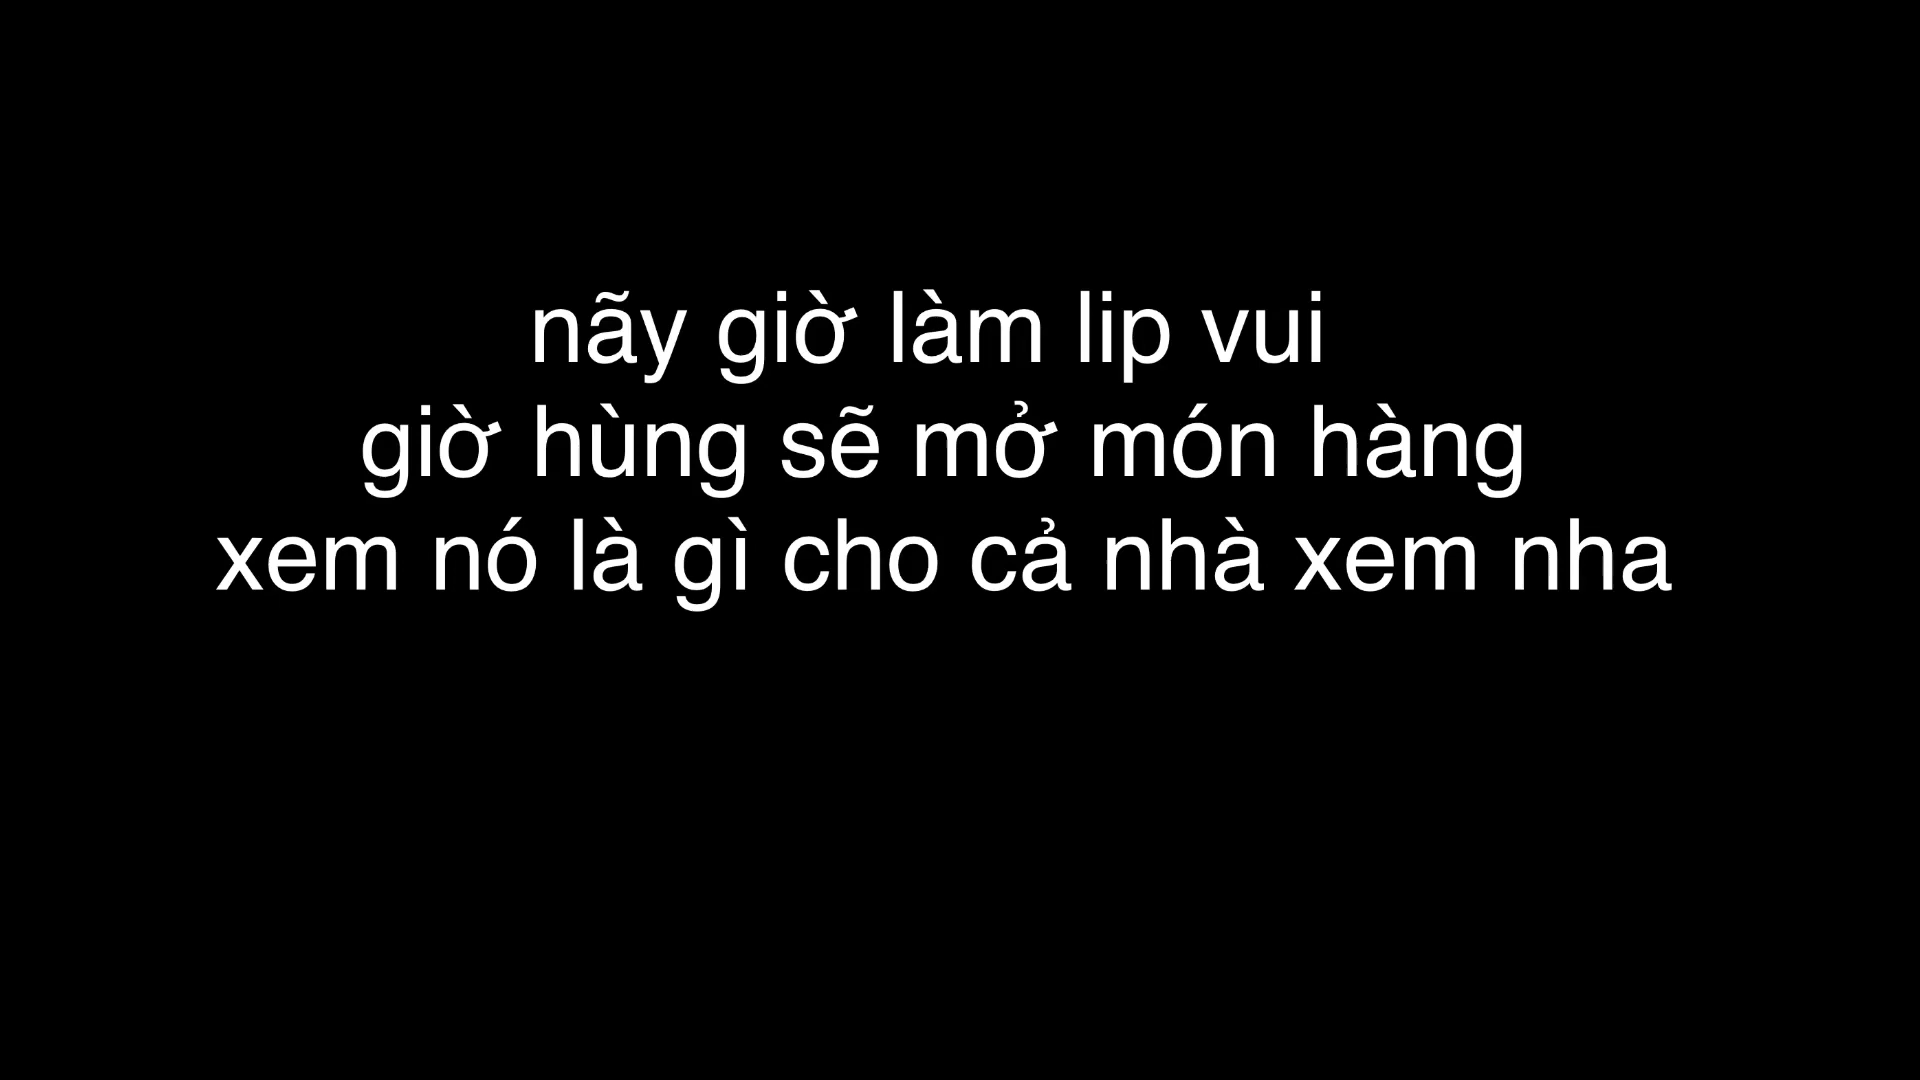 nãy giờ làm lip vui
giờ hùng sẽ mở món hàng
xem nó là gì cho cả nhà xem nha